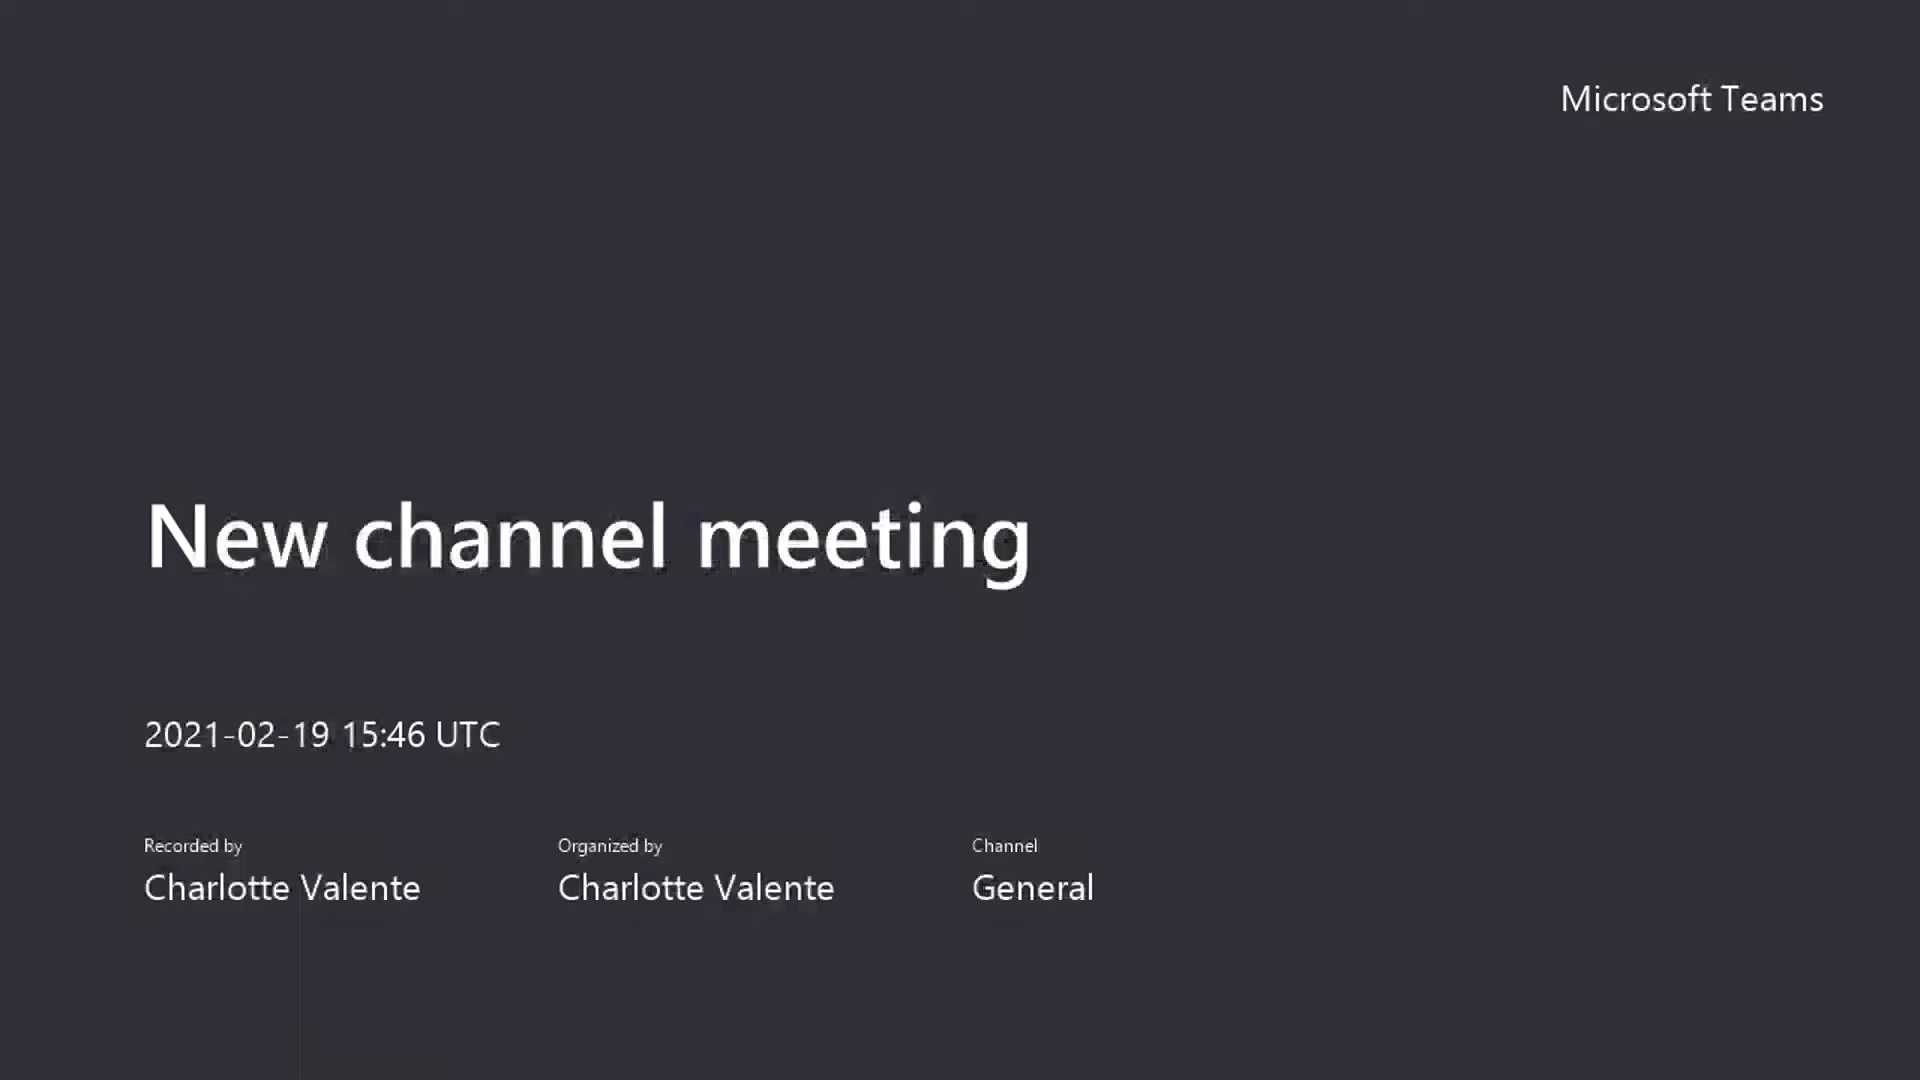 Microsoft Teams
New channel meeting
2021-02-19 15:46 UTC
Recorded by
Charlotte Valente
Organized by
Charlotte Valente
Channel
General